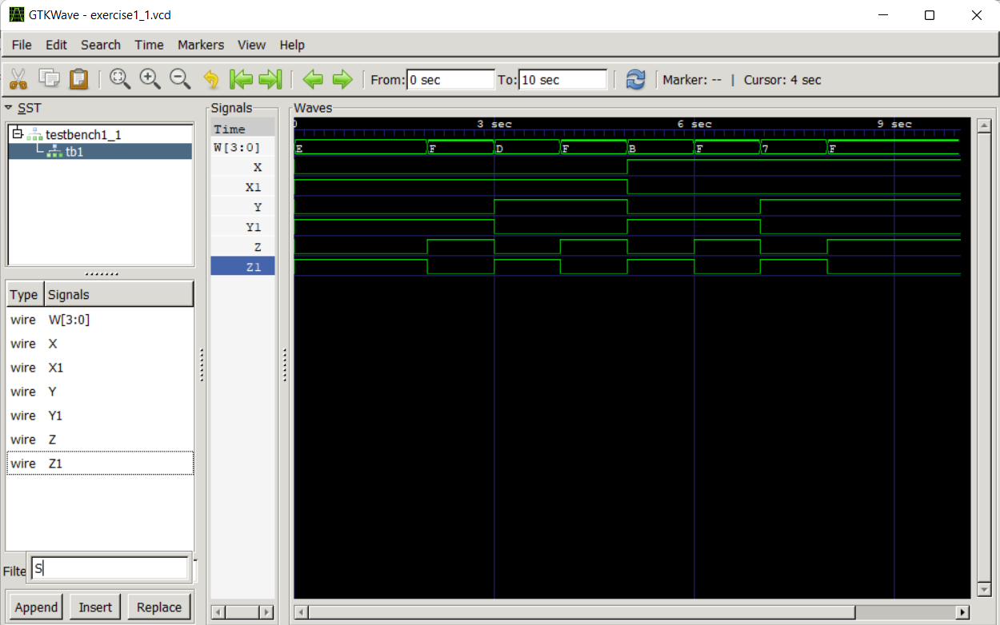 GTKWave - exercise1_1.vcd
File Edit Search Time Markers View Help
From: 0 sec To: 10 sec Marker: -- | Cursor: 4 sec
SST
testbench1_1
tb1
Type Signals
wire W[3:0]
wire X
wire X1
wire Y
wire Y1
wire Z
wire Z1
Filte S
Append Insert Replace
Signals
Time
W[3:0]
X
X1
Y
Y1
Z
Z1
Waves
0 3 sec 6 sec 9 sec
E F D F B F 7 F